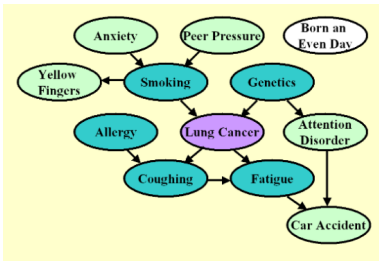 Anxiety
Peer Pressure
Born an
Even Day
Yellow
Fingers
Smoking
Genetics
Allergy
Lung Cancer
Attention
Disorder
Coughing
Fatigue
Car Accident